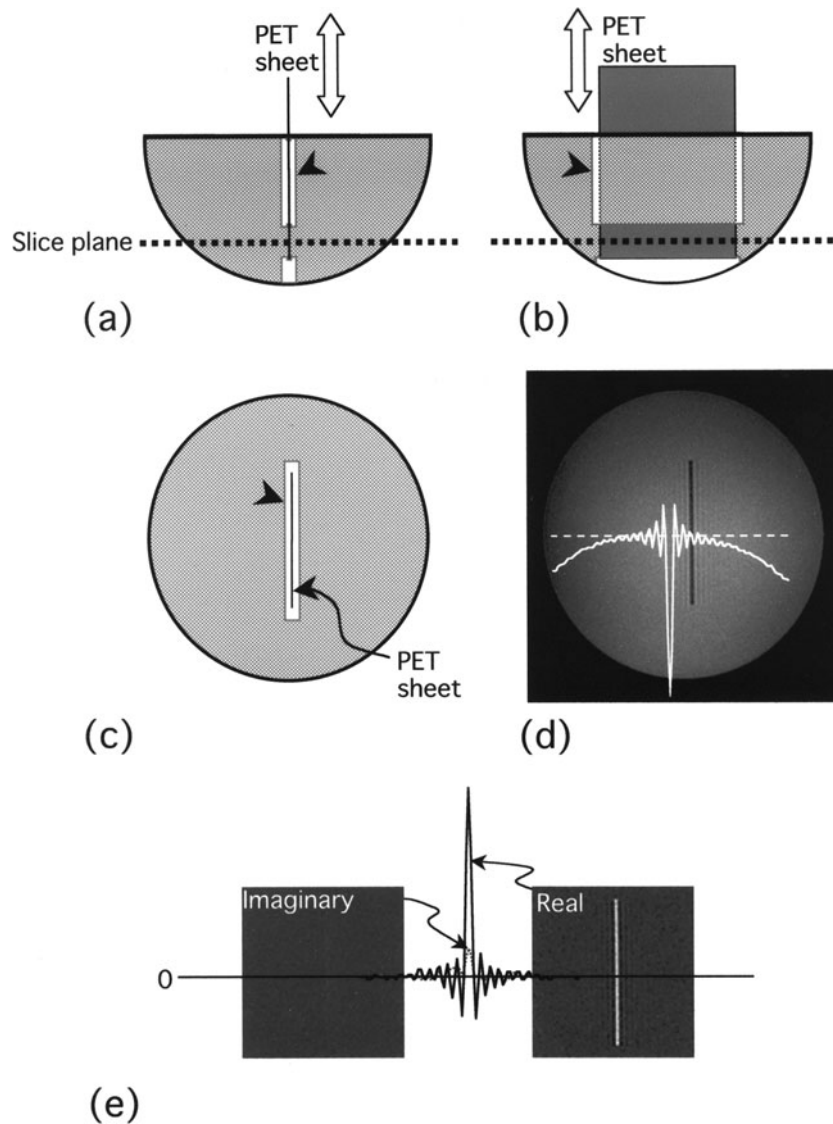 PET
sheet
PET
sheet
Slice plane
(a)
(b)
PET
sheet
(c)
(d)
Imaginary
Real
0
(e)